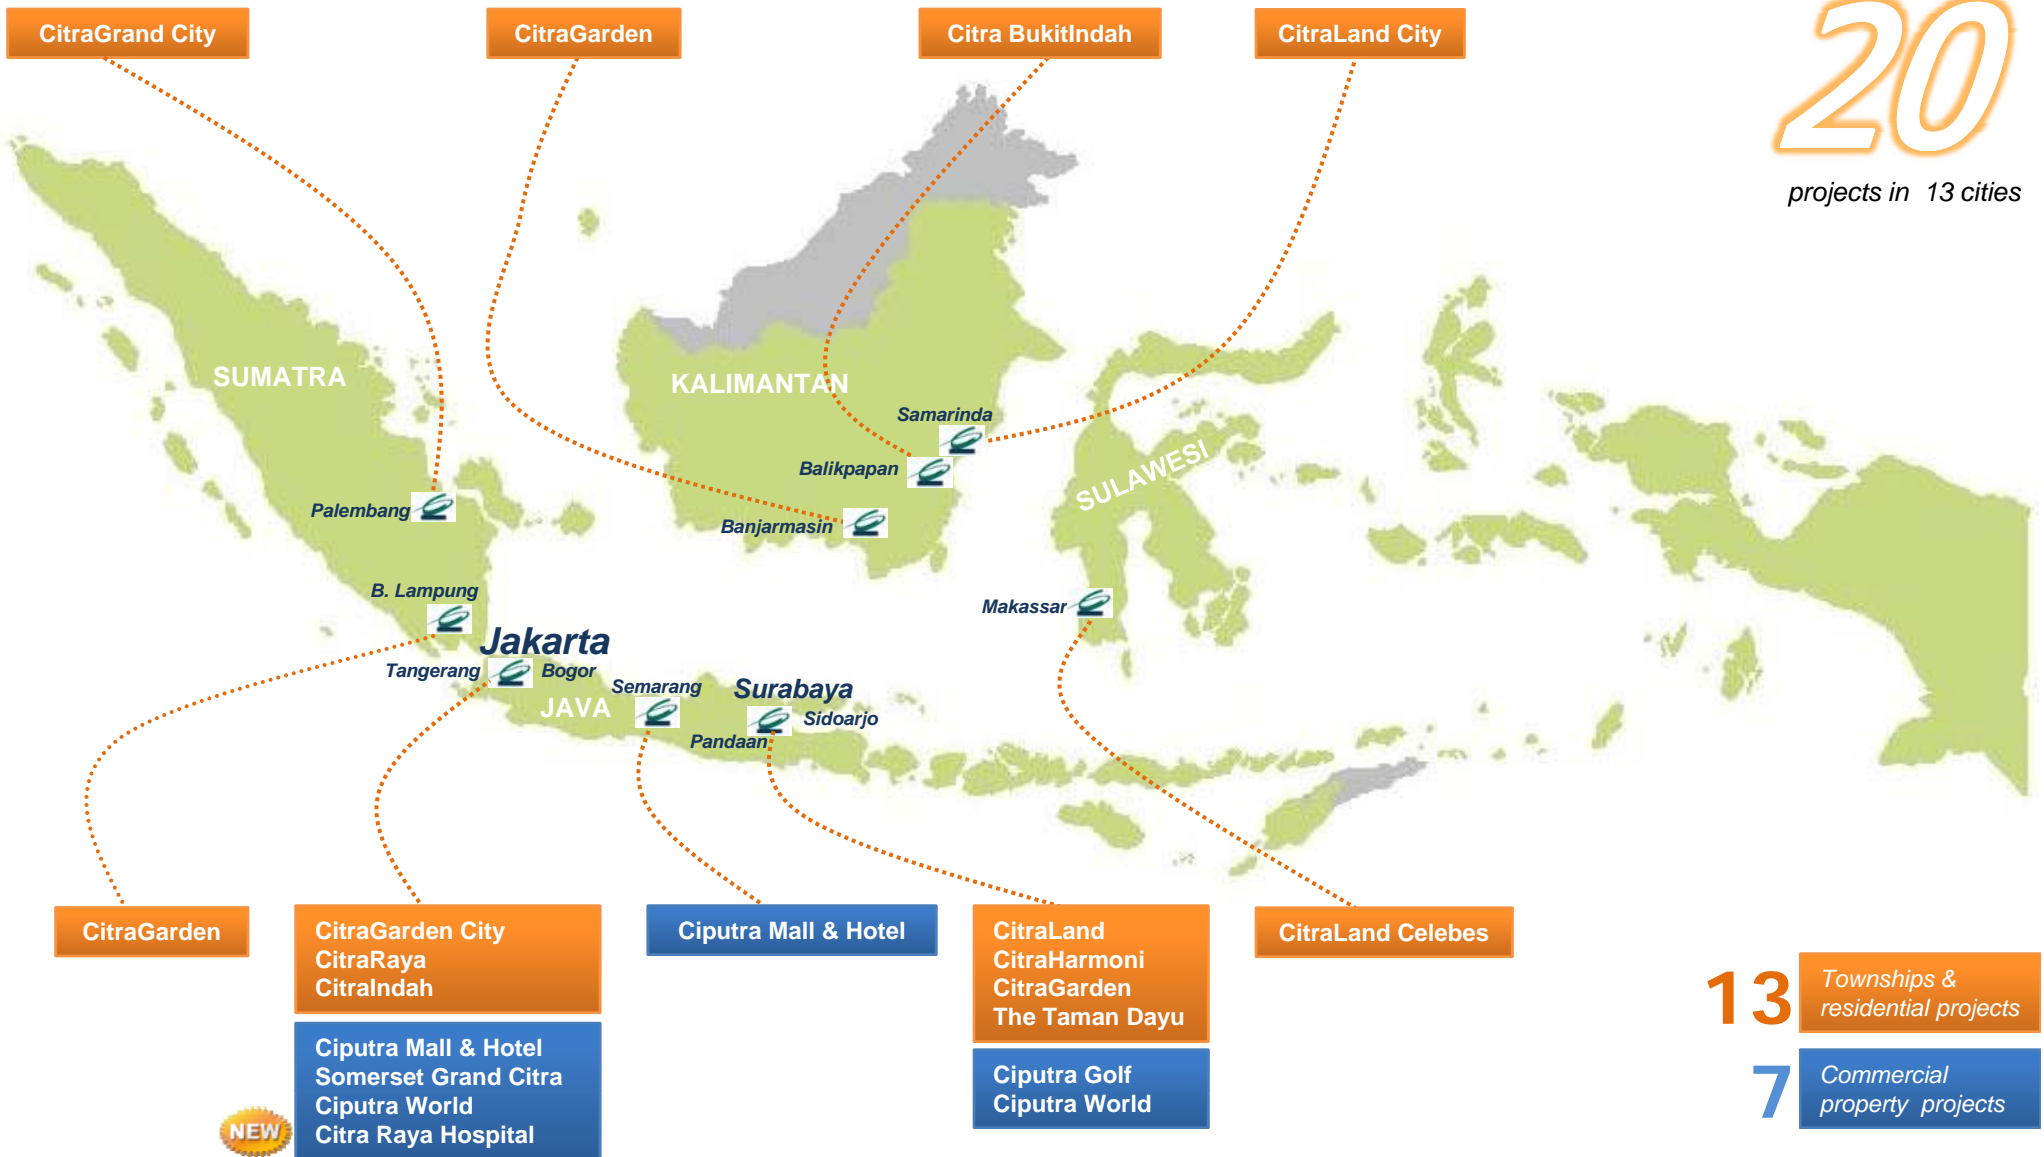 CitraGrand City
CitraGarden
Citra BukitIndah
CitraLand City
20
projects in 13 cities
SUMATRA
KALIMANTAN
SULAWESI
Samarinda
Balikpapan
Banjarmasin
Palembang
B. Lampung
Makassar
Jakarta
Tangerang
Bogor
JAVA
Semarang
Surabaya
Sidoarjo
Pandaan
CitraGarden
CitraGarden City
CitraRaya
CitraIndah
Ciputra Mall & Hotel
Somerset Grand Citra
Ciputra World
Citra Raya Hospital
NEW
Ciputra Mall & Hotel
CitraLand
CitraHarmoni
CitraGarden
The Taman Dayu
Ciputra Golf
Ciputra World
CitraLand Celebes
13
Townships &
residential projects
7
Commercial
property projects